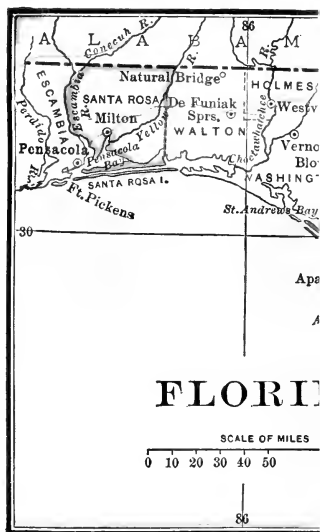 86
A L A B A M
Conecuh R.
R.
Natural Bridge
HOLMES
ESCAMBIA
Escambia R.
SANTA ROSA
De Funiak
Sprs.
Westv
Milton
Yellow
WALTON
Choctawhatchee
Perdido R.
Verno
Pensacola
Pensacola
Bay
Blo
WASHINGT
SANTA ROSA I.
Ft. Pickens
St. Andrews Bay
30
Apa
A
FLORI
SCALE OF MILES
0 10 20 30 40 50
86